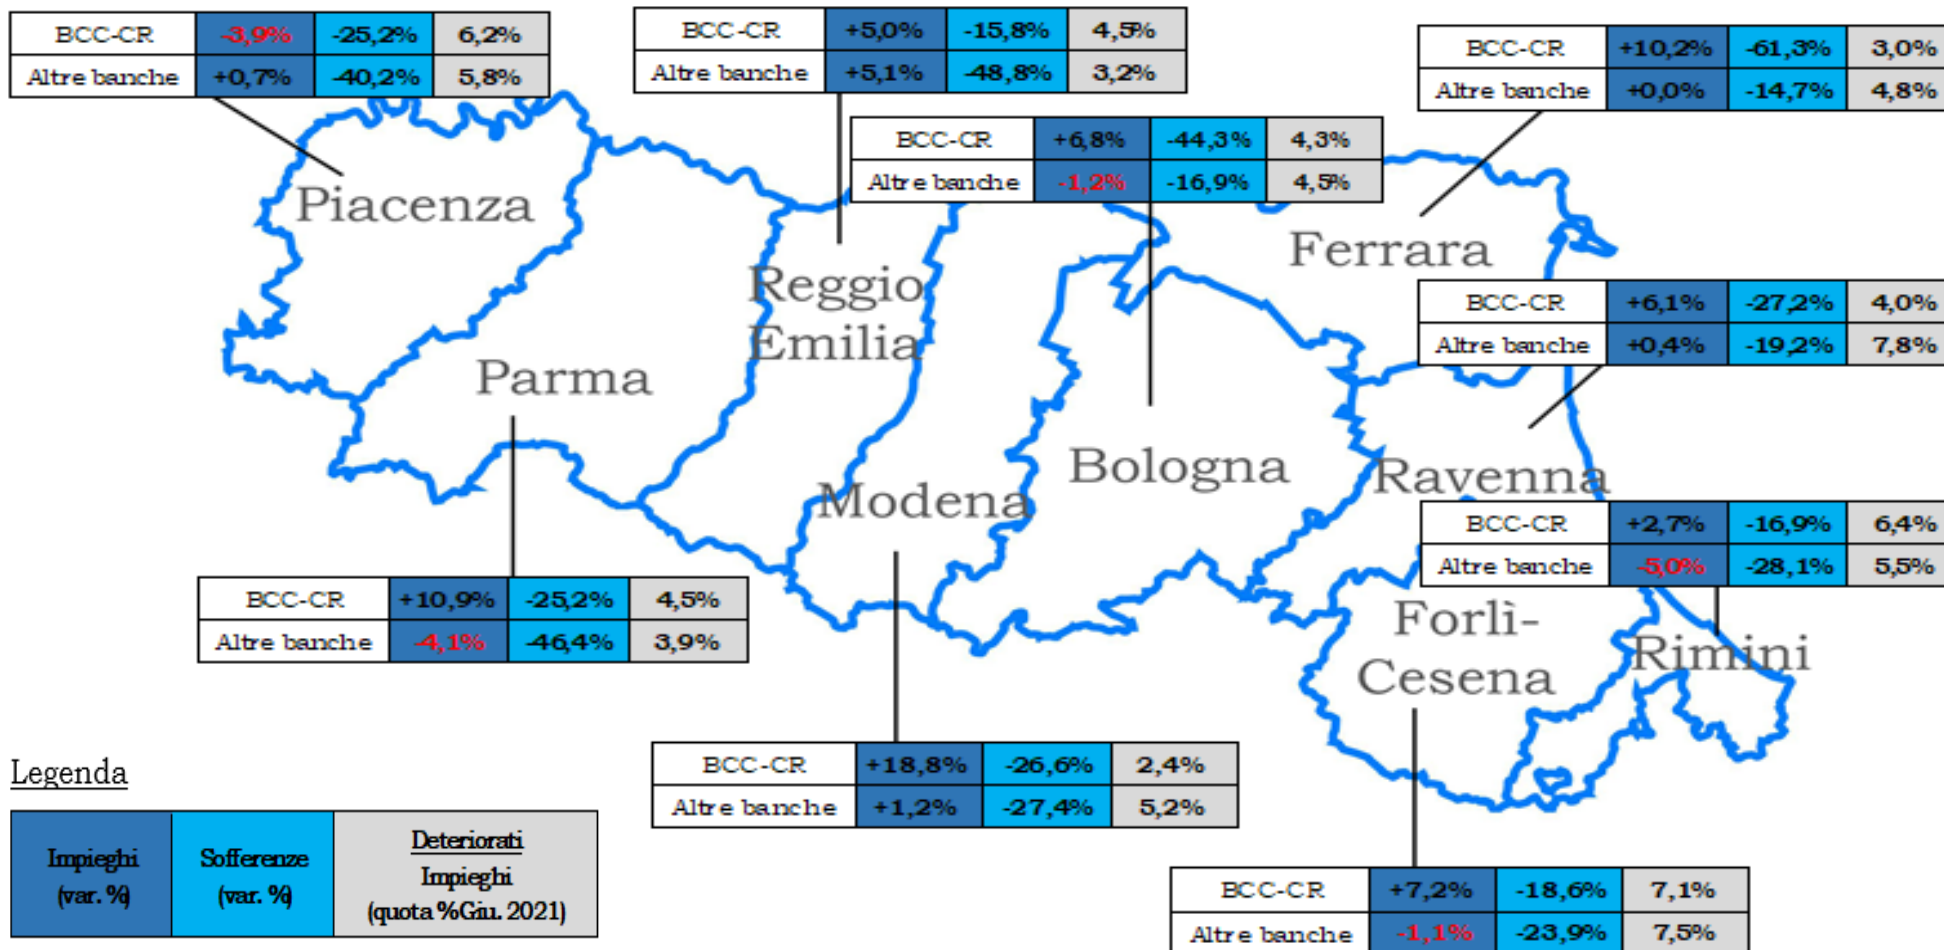 BCC-CR -3,9% -25,2% 6,2%
Altre banche +0,7% -40,2% 5,8%
BCC-CR +5,0% -15,8% 4,5%
Altre banche +5,1% -48,8% 3,2%
BCC-CR +10,2% -61,3% 3,0%
Altre banche +0,0% -14,7% 4,8%
BCC-CR +6,8% -44,3% 4,3%
Altre banche -1,2% -16,9% 4,5%
Piacenza
Ferrara
Reggio
Emilia
BCC-CR +6,1% -27,2% 4,0%
Altre banche +0,4% -19,2% 7,8%
Parma
Bologna
Modena
Ravenna
BCC-CR +2,7% -16,9% 6,4%
Altre banche -5,0% -28,1% 5,5%
BCC-CR +10,9% -25,2% 4,5%
Altre banche -4,1% -46,4% 3,9%
Forlì-
Cesena
Rimini
BCC-CR +18,8% -26,6% 2,4%
Altre banche +1,2% -27,4% 5,2%
BCC-CR +7,2% -18,6% 7,1%
Altre banche -1,1% -23,9% 7,5%
Legenda
Impieghi
(var. %)
Sofferenze
(var. %)
Deteriorati
Impieghi
(quota %Giu. 2021)